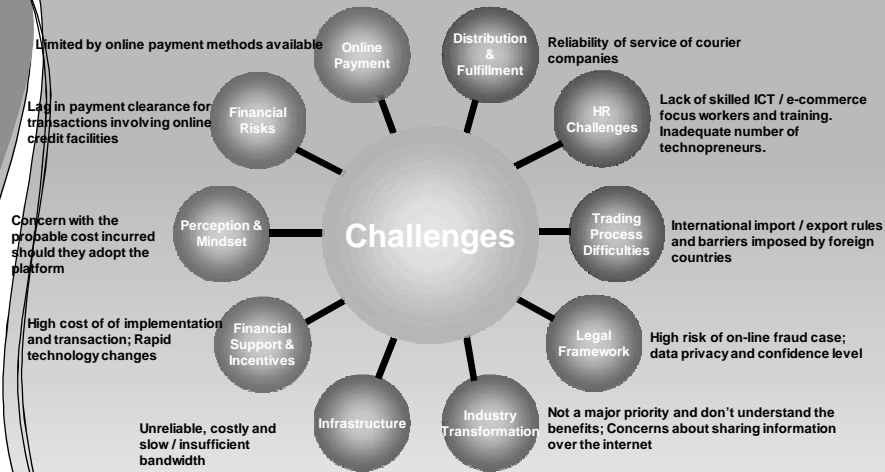 Limited by online payment methods available
Online
Payment
Distribution
&
Fulfillment
Reliability of service of courier
companies
Lag in payment clearance for
transactions involving online
credit facilities
Financial
Risks
HR
Challenges
Lack of skilled ICT / e-commerce
focus workers and training.
Inadequate number of
technopreneurs.
Concern with the
probable cost incurred
should they adopt the
platform
Perception &
Mindset
Challenges
Trading
Process
Difficulties
International import / export rules
and barriers imposed by foreign
countries
High cost of of implementation
and transaction; Rapid
technology changes
Financial
Support &
Incentives
Legal
Framework
High risk of on-line fraud case;
data privacy and confidence level
Unreliable, costly and
slow / insufficient
bandwidth
Infrastructure
Industry
Transformation
Not a major priority and don't understand the
benefits; Concerns about sharing information
over the internet